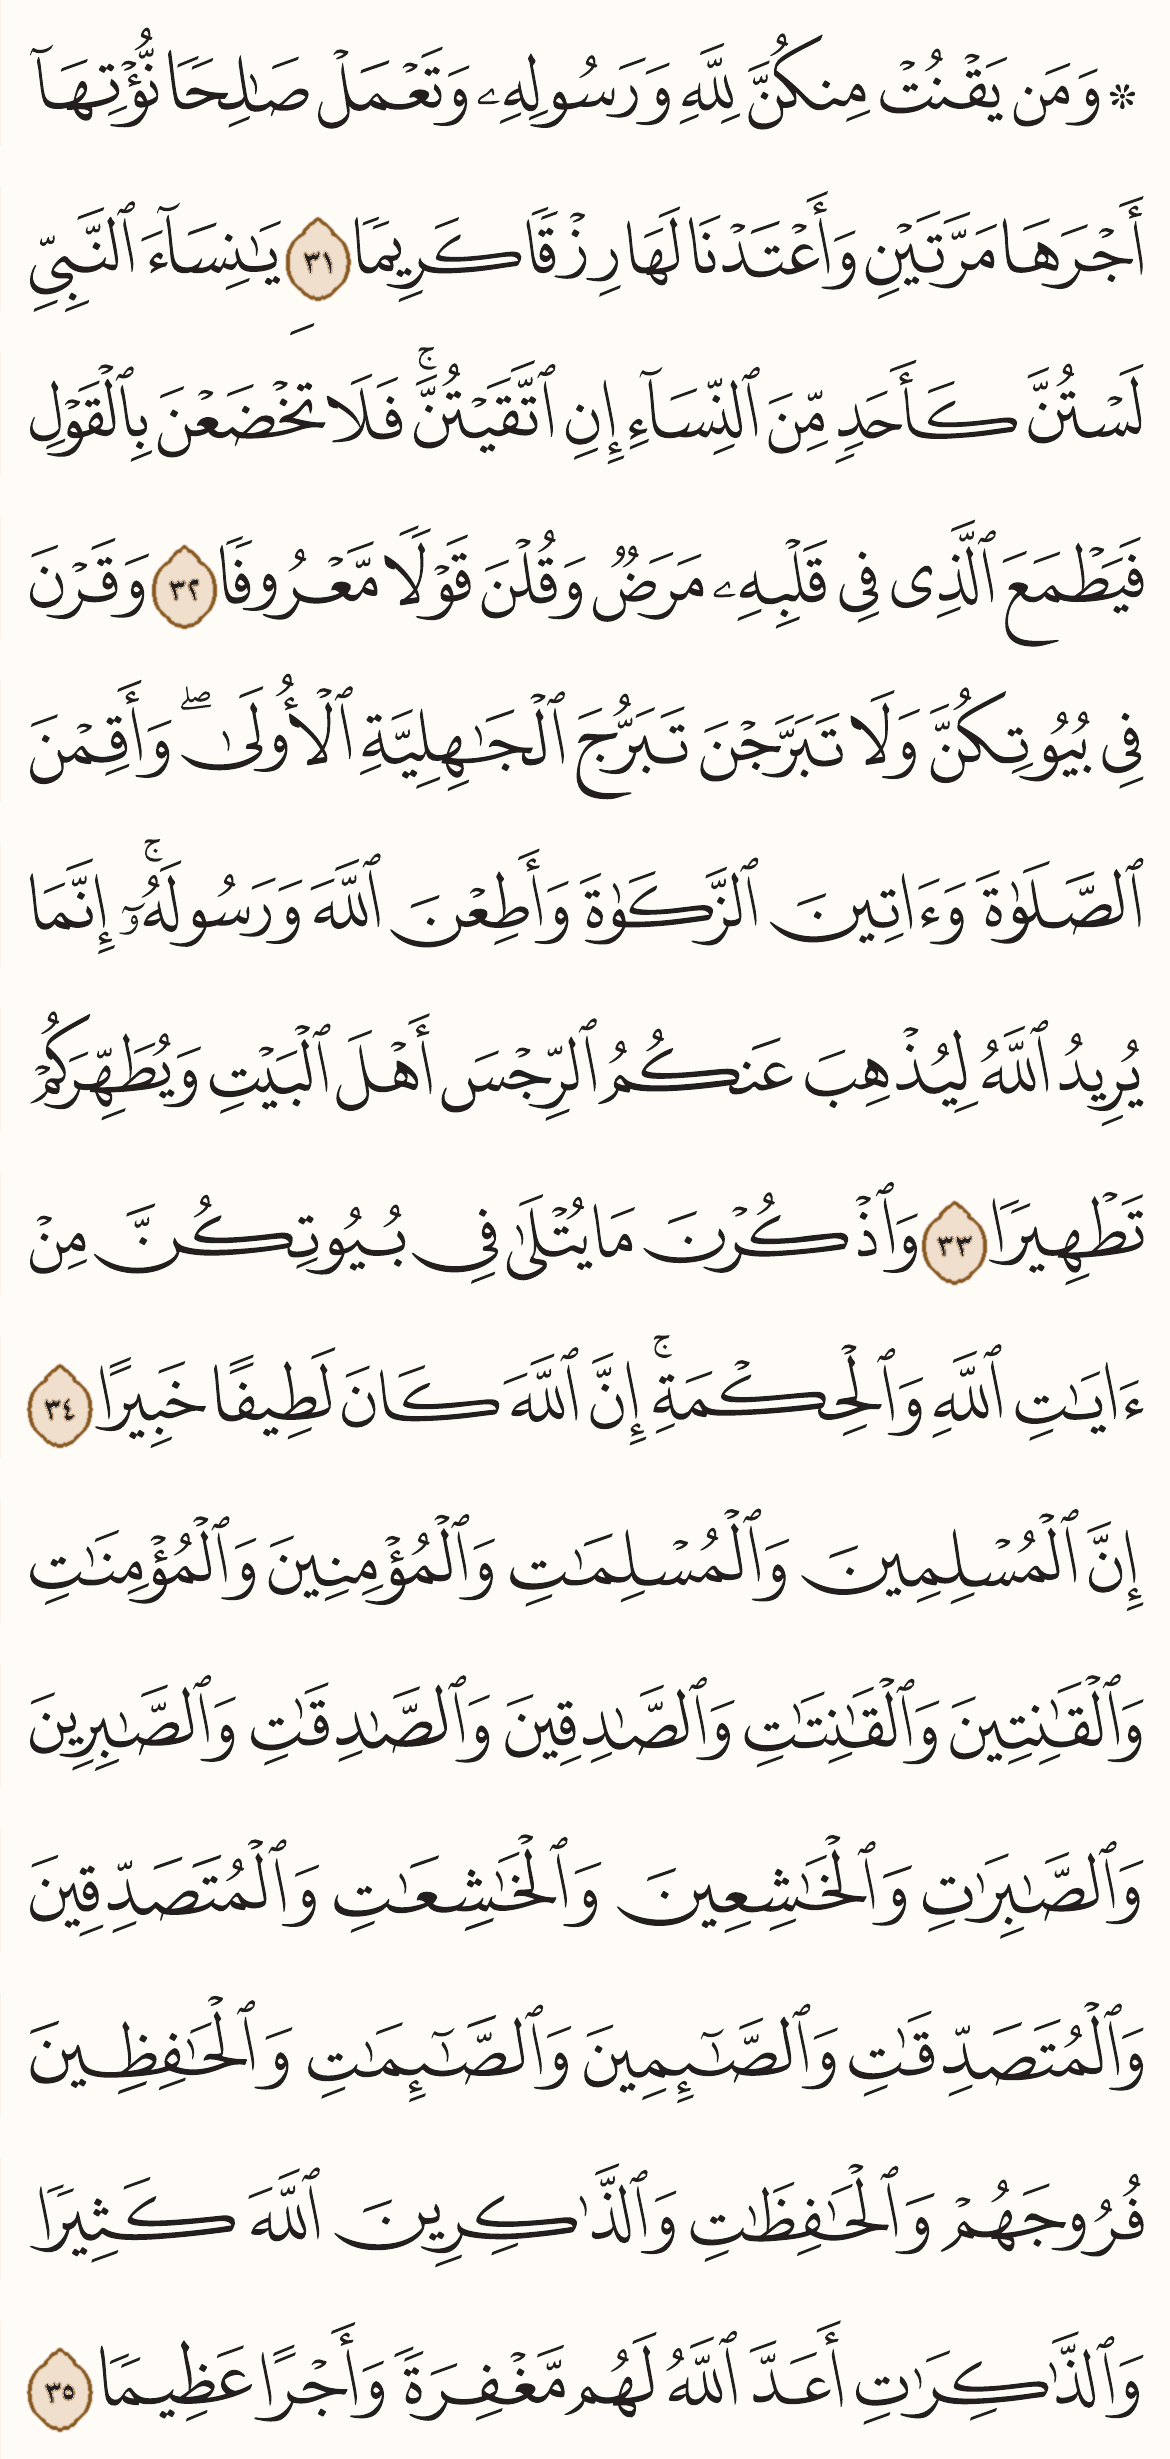 ۞ وَمَن يَقْنُتْ مِنكُنَّ لِلَّهِ وَرَسُولِهِۦ وَتَعْمَلْ صَـٰلِحًا نُّؤْتِهَآ
أَجْرَهَا مَرَّتَيْنِ وَأَعْتَدْنَا لَهَا رِزْقًا كَرِيمًا ٣١ يَـٰنِسَآءَ ٱلنَّبِىِّ
لَسْتُنَّ كَأَحَدٍ مِّنَ ٱلنِّسَآءِ إِنِ ٱتَّقَيْتُنَّ ۚ فَلَا تَخْضَعْنَ بِٱلْقَوْلِ
فَيَطْمَعَ ٱلَّذِى فِى قَلْبِهِۦ مَرَضٌ وَقُلْنَ قَوْلًا مَّعْرُوفًا ٣٢ وَقَرْنَ
فِى بُيُوتِكُنَّ وَلَا تَبَرَّجْنَ تَبَرُّجَ ٱلْجَـٰهِلِيَّةِ ٱلْأُولَىٰ ۖ وَأَقِمْنَ
ٱلصَّلَوٰةَ وَءَاتِينَ ٱلزَّكَوٰةَ وَأَطِعْنَ ٱللَّهَ وَرَسُولَهُۥٓ ۚ إِنَّمَا
يُرِيدُ ٱللَّهُ لِيُذْهِبَ عَنكُمُ ٱلرِّجْسَ أَهْلَ ٱلْبَيْتِ وَيُطَهِّرَكُمْ
تَطْهِيرًا ٣٣ وَٱذْكُرْنَ مَا يُتْلَىٰ فِى بُيُوتِكُنَّ مِنْ
ءَايَـٰتِ ٱللَّهِ وَٱلْحِكْمَةِ ۚ إِنَّ ٱللَّهَ كَانَ لَطِيفًا خَبِيرًا ٣٤
إِنَّ ٱلْمُسْلِمِينَ وَٱلْمُسْلِمَـٰتِ وَٱلْمُؤْمِنِينَ وَٱلْمُؤْمِنَـٰتِ
وَٱلْقَـٰنِتِينَ وَٱلْقَـٰنِتَـٰتِ وَٱلصَّـٰدِقِينَ وَٱلصَّـٰدِقَـٰتِ وَٱلصَّـٰبِرِينَ
وَٱلصَّـٰبِرَٰتِ وَٱلْخَـٰشِعِينَ وَٱلْخَـٰشِعَـٰتِ وَٱلْمُتَصَدِّقِينَ
وَٱلْمُتَصَدِّقَـٰتِ وَٱلصَّـٰٓئِمِينَ وَٱلصَّـٰٓئِمَـٰتِ وَٱلْحَـٰفِظِينَ
فُرُوجَهُمْ وَٱلْحَـٰفِظَـٰتِ وَٱلذَّٰكِرِينَ ٱللَّهَ كَثِيرًا
وَٱلذَّٰكِرَٰتِ أَعَدَّ ٱللَّهُ لَهُم مَّغْفِرَةً وَأَجْرًا عَظِيمًا ٣٥